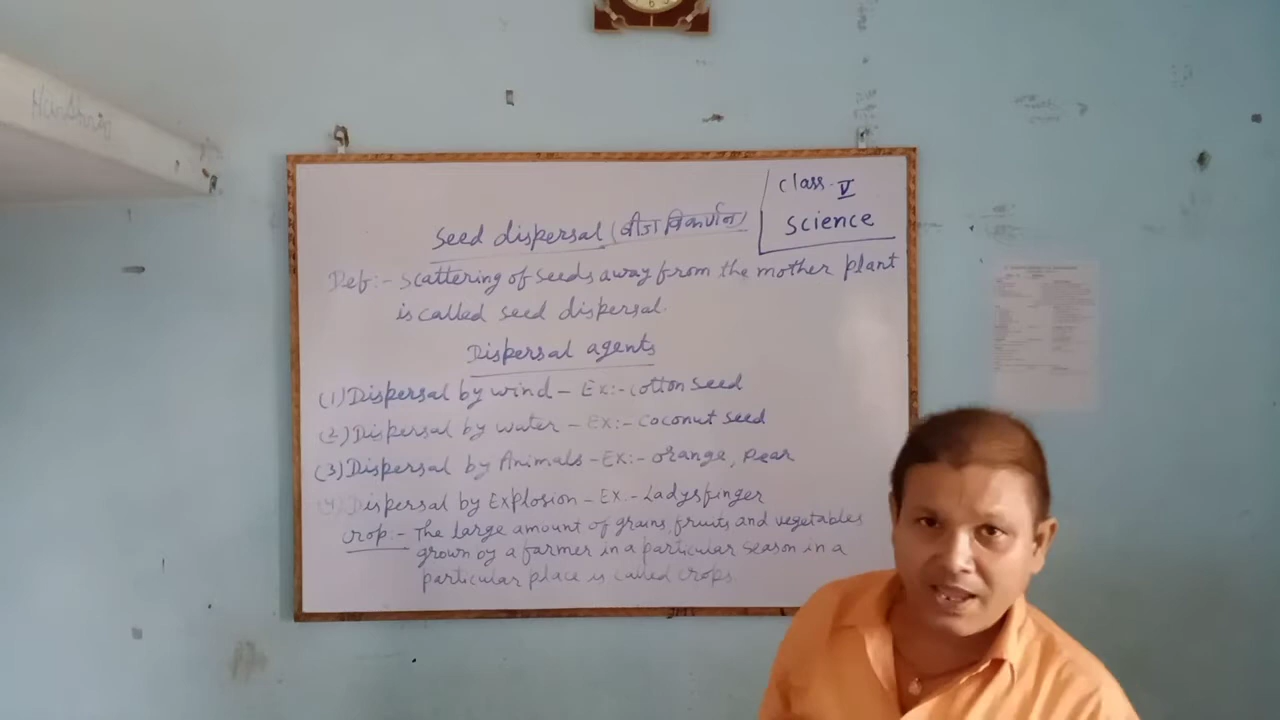 Class - V
Science
Seed dispersal (बीज विकर्णन)
Def:- Scattering of seeds away from the mother plant
is called seed dispersal.
Dispersal agents
(1) Dispersal by wind - Ex:- cotton seed
(2) Dispersal by water - Ex:- coconut seed
(3) Dispersal by Animals - Ex:- orange, Pear
(4) Dispersal by Explosion - Ex - Ladysfinger
Crop:- The large amount of grains, fruits and vegetables
grown by a farmer in a particular season in a
particular place is called crops.